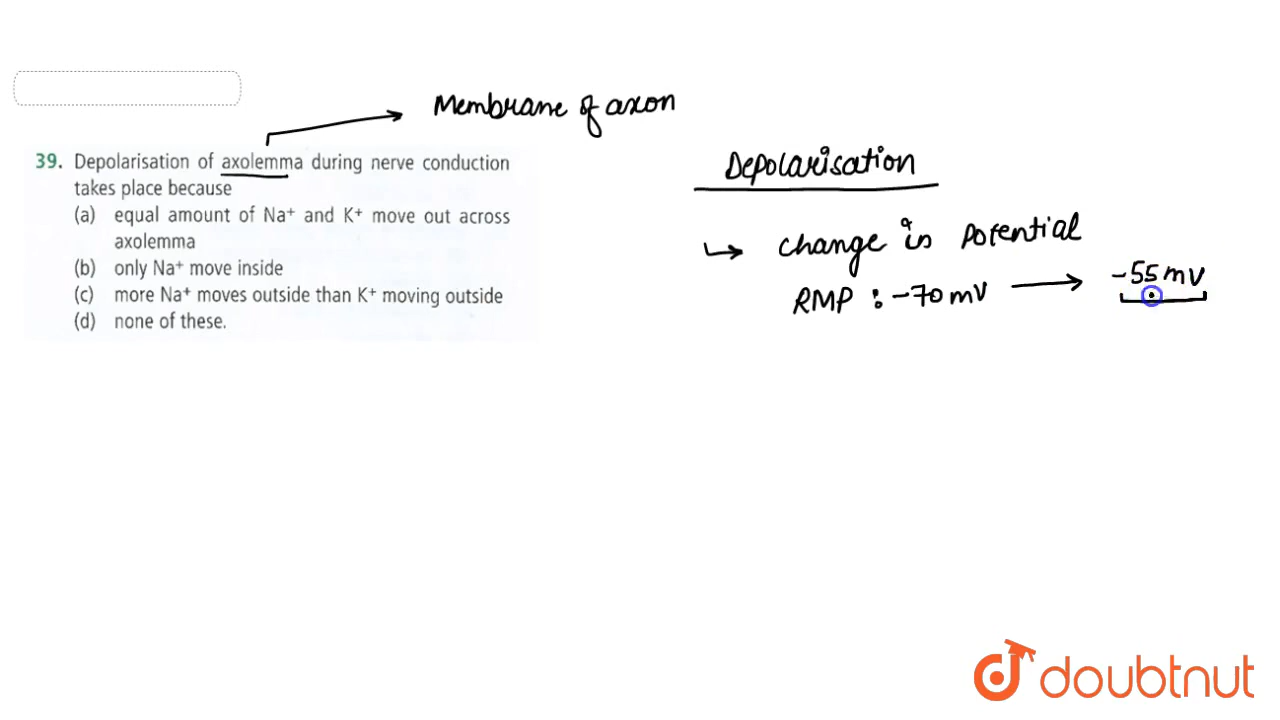 Membrane of axon
39. Depolarisation of axolemma during nerve conduction
takes place because
(a) equal amount of Na⁺ and K⁺ move out across
axolemma
(b) only Na⁺ move inside
(c) more Na⁺ moves outside than K⁺ moving outside
(d) none of these.
Depolarisation
change in potential
RMP : -70 mV → -55 mV
doubtnut